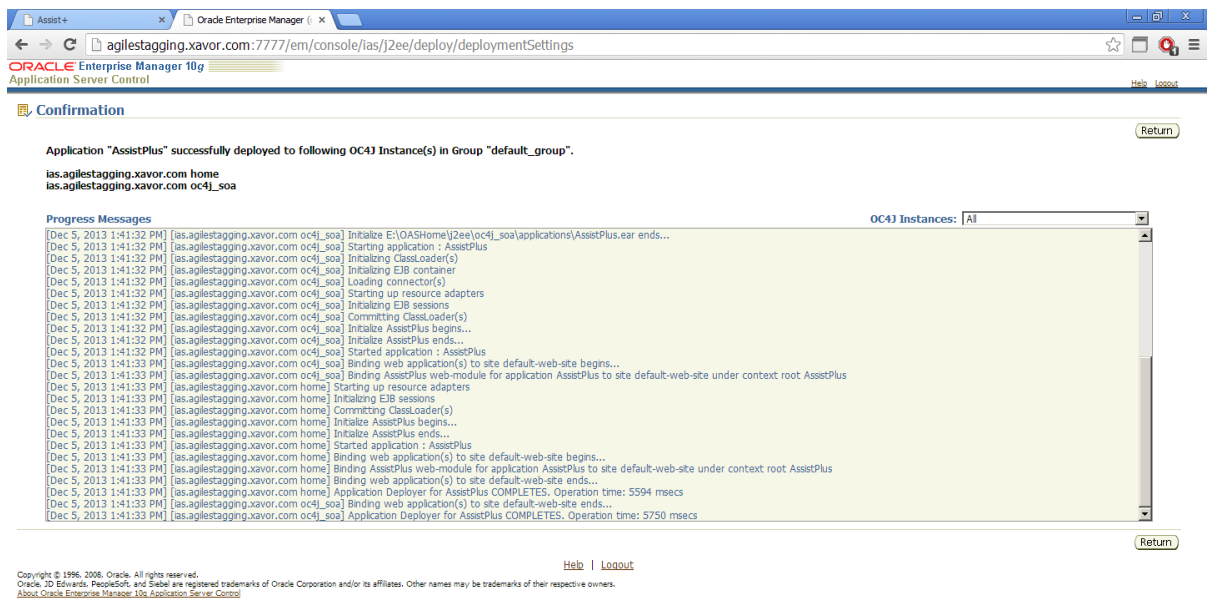 Assist+
Oracle Enterprise Manager (
agilestagging.xavor.com:7777/em/console/ias/j2ee/deploy/deploymentSettings
ORACLE Enterprise Manager 10g
Application Server Control
Help Logout
Confirmation
Return
Application "AssistPlus" successfully deployed to following OC4J Instance(s) in Group "default_group".
ias.agilestagging.xavor.com home
ias.agilestagging.xavor.com oc4j_soa
Progress Messages OC4J Instances: All
[Dec 5, 2013 1:41:32 PM] [ias.agilestagging.xavor.com oc4j_soa] Initialize E:\OASHome\j2ee\oc4j_soa\applications\AssistPlus.ear ends...
[Dec 5, 2013 1:41:32 PM] [ias.agilestagging.xavor.com oc4j_soa] Starting application : AssistPlus
[Dec 5, 2013 1:41:32 PM] [ias.agilestagging.xavor.com oc4j_soa] Initializing ClassLoader(s)
[Dec 5, 2013 1:41:32 PM] [ias.agilestagging.xavor.com oc4j_soa] Initializing EJB container
[Dec 5, 2013 1:41:32 PM] [ias.agilestagging.xavor.com oc4j_soa] Loading connector(s)
[Dec 5, 2013 1:41:32 PM] [ias.agilestagging.xavor.com oc4j_soa] Starting up resource adapters
[Dec 5, 2013 1:41:32 PM] [ias.agilestagging.xavor.com oc4j_soa] Initializing EJB sessions
[Dec 5, 2013 1:41:32 PM] [ias.agilestagging.xavor.com oc4j_soa] Committing ClassLoader(s)
[Dec 5, 2013 1:41:32 PM] [ias.agilestagging.xavor.com oc4j_soa] Initialize AssistPlus begins...
[Dec 5, 2013 1:41:32 PM] [ias.agilestagging.xavor.com oc4j_soa] Initialize AssistPlus ends...
[Dec 5, 2013 1:41:32 PM] [ias.agilestagging.xavor.com oc4j_soa] Started application : AssistPlus
[Dec 5, 2013 1:41:33 PM] [ias.agilestagging.xavor.com oc4j_soa] Binding web application(s) to site default-web-site begins...
[Dec 5, 2013 1:41:33 PM] [ias.agilestagging.xavor.com oc4j_soa] Binding AssistPlus web-module for application AssistPlus to site default-web-site under context root AssistPlus
[Dec 5, 2013 1:41:33 PM] [ias.agilestagging.xavor.com home] Starting up resource adapters
[Dec 5, 2013 1:41:33 PM] [ias.agilestagging.xavor.com home] Initializing EJB sessions
[Dec 5, 2013 1:41:33 PM] [ias.agilestagging.xavor.com home] Committing ClassLoader(s)
[Dec 5, 2013 1:41:33 PM] [ias.agilestagging.xavor.com home] Initialize AssistPlus begins...
[Dec 5, 2013 1:41:33 PM] [ias.agilestagging.xavor.com home] Initialize AssistPlus ends...
[Dec 5, 2013 1:41:33 PM] [ias.agilestagging.xavor.com home] Started application : AssistPlus
[Dec 5, 2013 1:41:33 PM] [ias.agilestagging.xavor.com home] Binding web application(s) to site default-web-site begins...
[Dec 5, 2013 1:41:33 PM] [ias.agilestagging.xavor.com home] Binding AssistPlus web-module for application AssistPlus to site default-web-site under context root AssistPlus
[Dec 5, 2013 1:41:33 PM] [ias.agilestagging.xavor.com home] Binding web application(s) to site default-web-site ends...
[Dec 5, 2013 1:41:33 PM] [ias.agilestagging.xavor.com home] Application Deployer for AssistPlus COMPLETES. Operation time: 5594 msecs
[Dec 5, 2013 1:41:33 PM] [ias.agilestagging.xavor.com oc4j_soa] Binding web application(s) to site default-web-site ends...
[Dec 5, 2013 1:41:33 PM] [ias.agilestagging.xavor.com oc4j_soa] Application Deployer for AssistPlus COMPLETES. Operation time: 5750 msecs
Return
Help | Logout
Copyright © 1996, 2008, Oracle. All rights reserved.
Oracle, JD Edwards, PeopleSoft, and Siebel are registered trademarks of Oracle Corporation and/or its affiliates. Other names may be trademarks of their respective owners.
About Oracle Enterprise Manager 10g Application Server Control